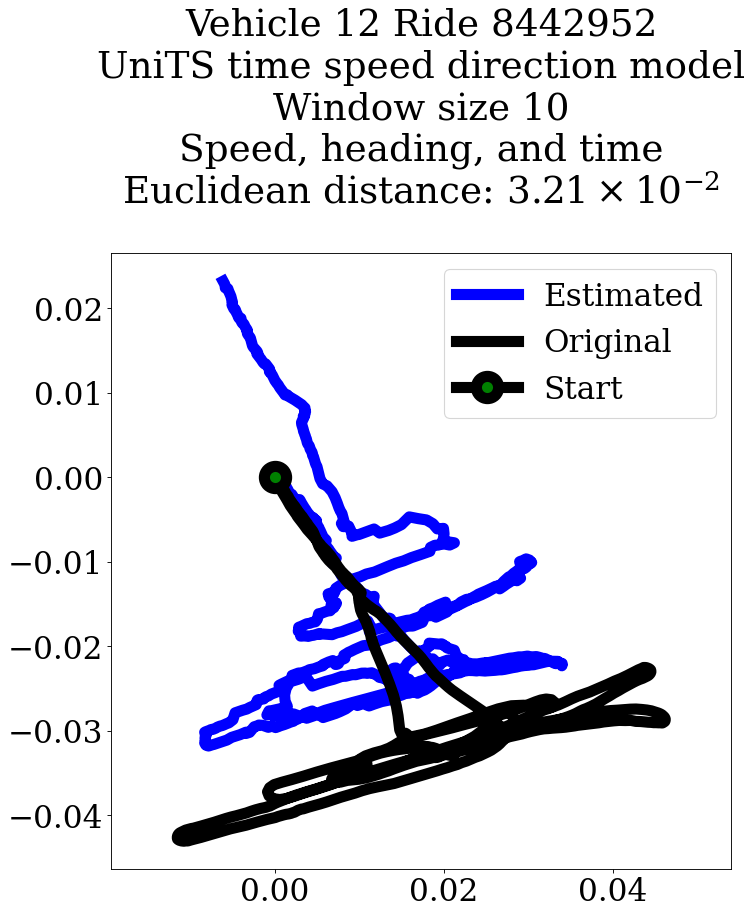 Vehicle 12 Ride 8442952
UniTS time speed direction model
Window size 10
Speed, heading, and time
Euclidean distance: 3.21 × 10⁻²
Estimated
Original
Start
0.02
0.01
0.00
−0.01
−0.02
−0.03
−0.04
0.00 0.02 0.04